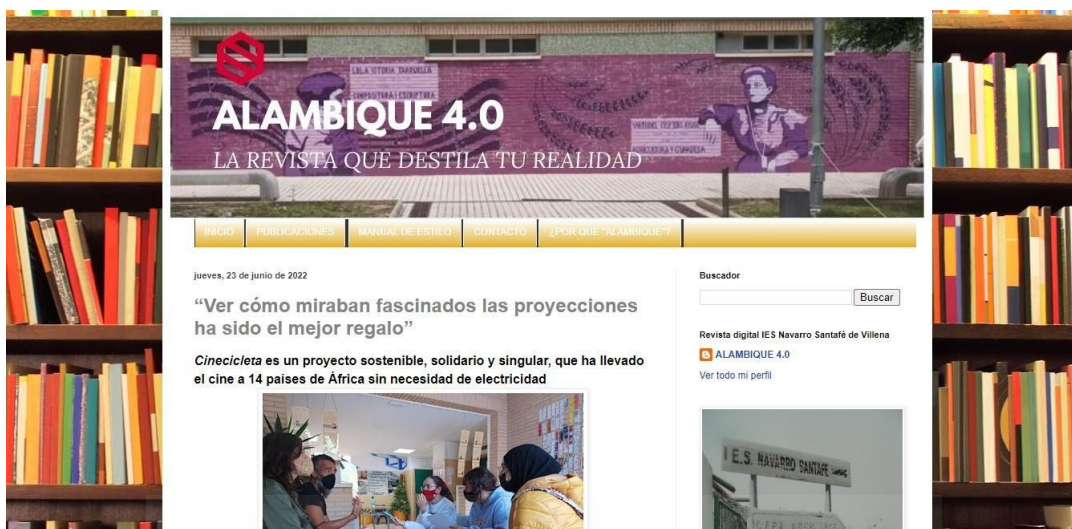 LOLA VITORIA TARRUELLA
COMPOSITORA I ESCRIPTURA
ALAMBIQUE 4.0
LA REVISTA QUE DESTILA TU REALIDAD
INICIO
PUBLICACIONES
MANUAL DE ESTILO
CONTACTO
¿POR QUÉ "ALAMBIQUE"?
jueves, 23 de junio de 2022
“Ver cómo miraban fascinados las proyecciones
ha sido el mejor regalo”
Cinecicleta es un proyecto sostenible, solidario y singular, que ha llevado
el cine a 14 países de África sin necesidad de electricidad
Buscador
Buscar
Revista digital IES Navarro Santafé de Villena
ALAMBIQUE 4.0
Ver todo mi perfil
I.E.S. NAVARRO SANTAFÉ